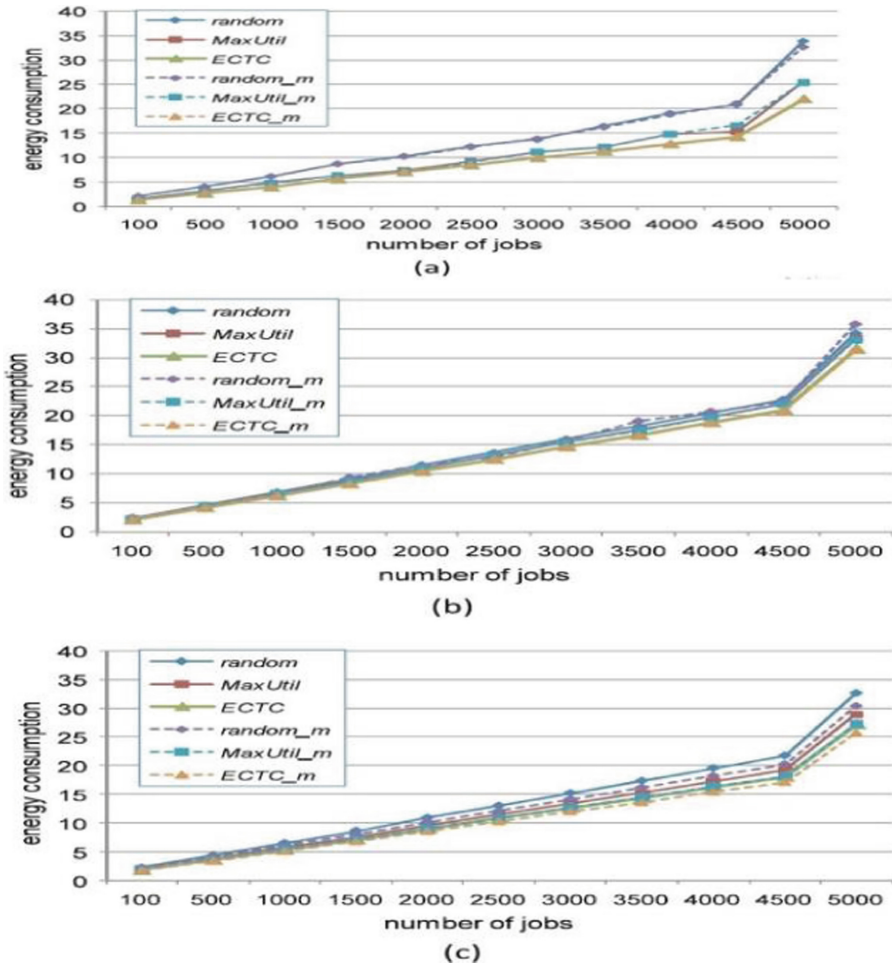 40
35
30
25
20
15
10
5
0
energy consumption
random
MaxUtil
ECTC
random_m
MaxUtil_m
ECTC_m
100 500 1000 1500 2000 2500 3000 3500 4000 4500 5000
number of jobs
(a)
40
35
30
25
20
15
10
5
0
energy consumption
random
MaxUtil
ECTC
random_m
MaxUtil_m
ECTC_m
100 500 1000 1500 2000 2500 3000 3500 4000 4500 5000
number of jobs
(b)
40
35
30
25
20
15
10
5
0
energy consumption
random
MaxUtil
ECTC
random_m
MaxUtil_m
ECTC_m
100 500 1000 1500 2000 2500 3000 3500 4000 4500 5000
number of jobs
(c)